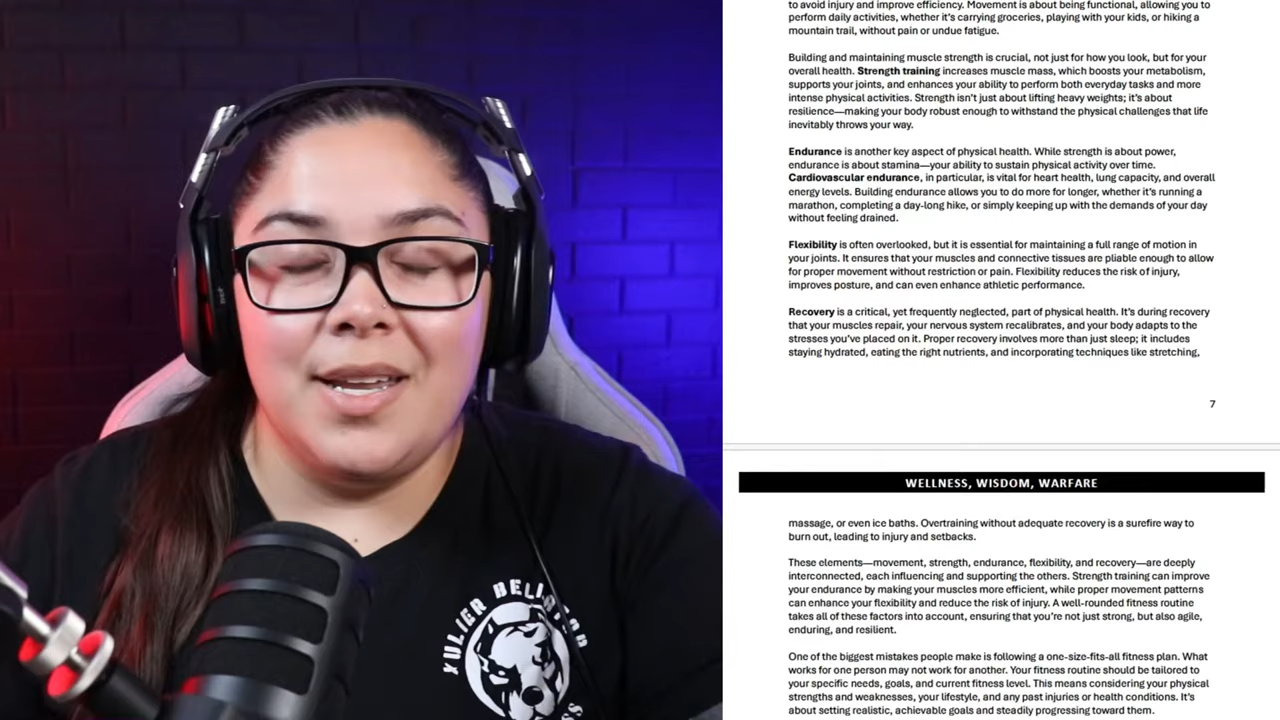 to avoid injury and improve efficiency. Movement is about being functional, allowing you to
perform daily activities, whether it's carrying groceries, playing with your kids, or hiking a
mountain trail, without pain or undue fatigue.
Building and maintaining muscle strength is crucial, not just for how you look, but for your
overall health. Strength training increases muscle mass, which boosts your metabolism,
supports your joints, and enhances your ability to perform both everyday tasks and more
intense physical activities. Strength isn't just about lifting heavy weights; it's about
resilience—making your body robust enough to withstand the physical challenges that life
inevitably throws your way.
Endurance is another key aspect of physical health. While strength is about power,
endurance is about stamina—your ability to sustain physical activity over time.
Cardiovascular endurance, in particular, is vital for heart health, lung capacity, and overall
energy levels. Building endurance allows you to do more for longer, whether it's running a
marathon, completing a day-long hike, or simply keeping up with the demands of your day
without feeling drained.
Flexibility is often overlooked, but it is essential for maintaining a full range of motion in
your joints. It ensures that your muscles and connective tissues are pliable enough to allow
for proper movement without restriction or pain. Flexibility reduces the risk of injury,
improves posture, and can even enhance athletic performance.
Recovery is a critical, yet frequently neglected, part of physical health. It's during recovery
that your muscles repair, your nervous system recalibrates, and your body adapts to the
stresses you've placed on it. Proper recovery involves more than just sleep; it includes
staying hydrated, eating the right nutrients, and incorporating techniques like stretching,
7
WELLNESS, WISDOM, WARFARE
massage, or even ice baths. Overtraining without adequate recovery is a surefire way to
burn out, leading to injury and setbacks.
These elements—movement, strength, endurance, flexibility, and recovery—are deeply
interconnected, each influencing and supporting the others. Strength training can improve
your endurance by making your muscles more efficient, while proper movement patterns
can enhance your flexibility and reduce the risk of injury. A well-rounded fitness routine
takes all of these factors into account, ensuring that you're not just strong, but also agile,
enduring, and resilient.
One of the biggest mistakes people make is following a one-size-fits-all fitness plan. What
works for one person may not work for another. Your fitness routine should be tailored to
your specific needs, goals, and current fitness level. This means considering your physical
strengths and weaknesses, your lifestyle, and any past injuries or health conditions. It's
about setting realistic, achievable goals and steadily progressing toward them.